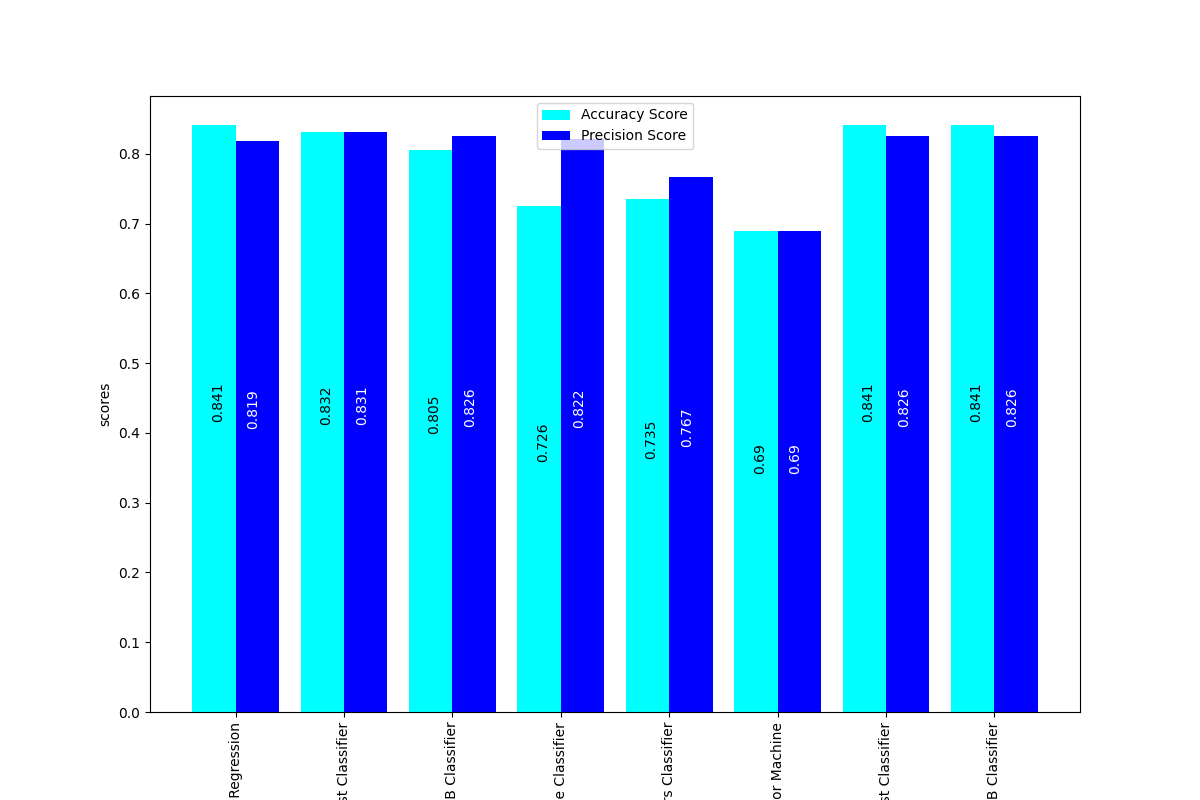 Accuracy Score
Precision Score
scores
0.8
0.7
0.6
0.5
0.4
0.3
0.2
0.1
0.0
0.841
0.819
0.832
0.831
0.805
0.826
0.726
0.822
0.735
0.767
0.69
0.69
0.841
0.826
0.841
0.826
Regression
st Classifier
B Classifier
e Classifier
rs Classifier
or Machine
st Classifier
B Classifier